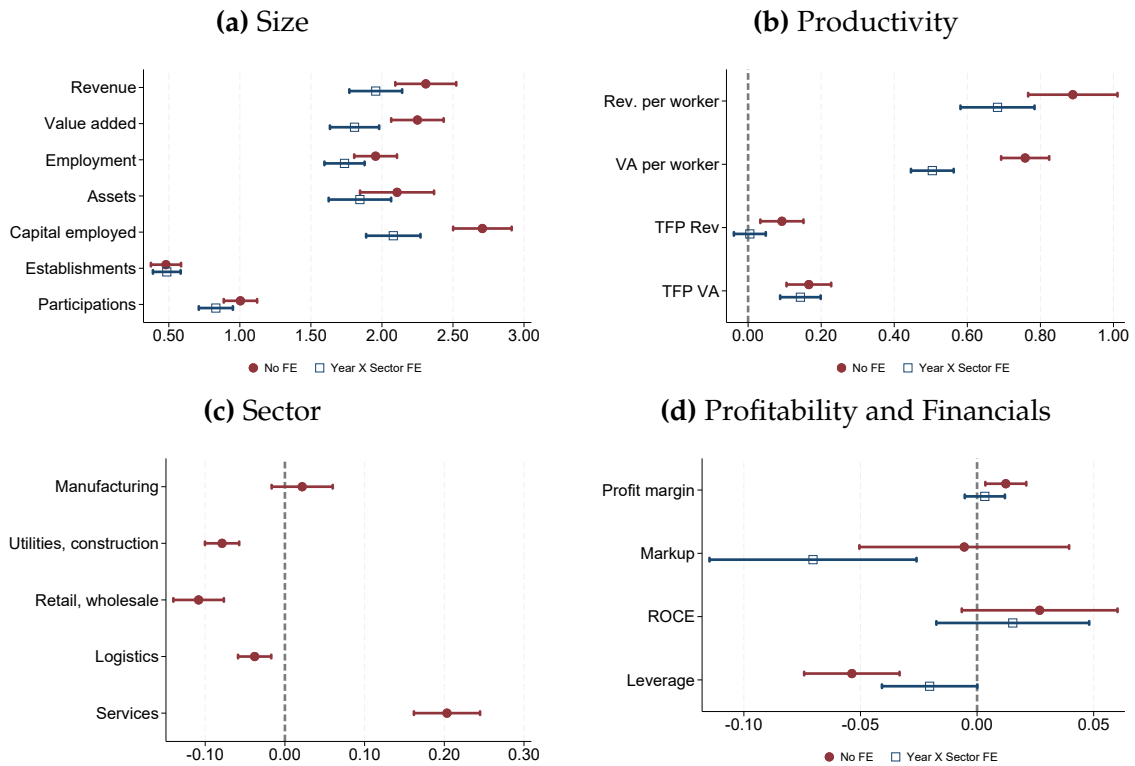 (a) Size
Revenue
Value added
Employment
Assets
Capital employed
Establishments
Participations
0.50 1.00 1.50 2.00 2.50 3.00
No FE Year X Sector FE
(b) Productivity
Rev. per worker
VA per worker
TFP Rev
TFP VA
0.00 0.20 0.40 0.60 0.80 1.00
No FE Year X Sector FE
(c) Sector
Manufacturing
Utilities, construction
Retail, wholesale
Logistics
Services
-0.10 0.00 0.10 0.20 0.30
(d) Profitability and Financials
Profit margin
Markup
ROCE
Leverage
-0.10 -0.05 0.00 0.05
No FE Year X Sector FE